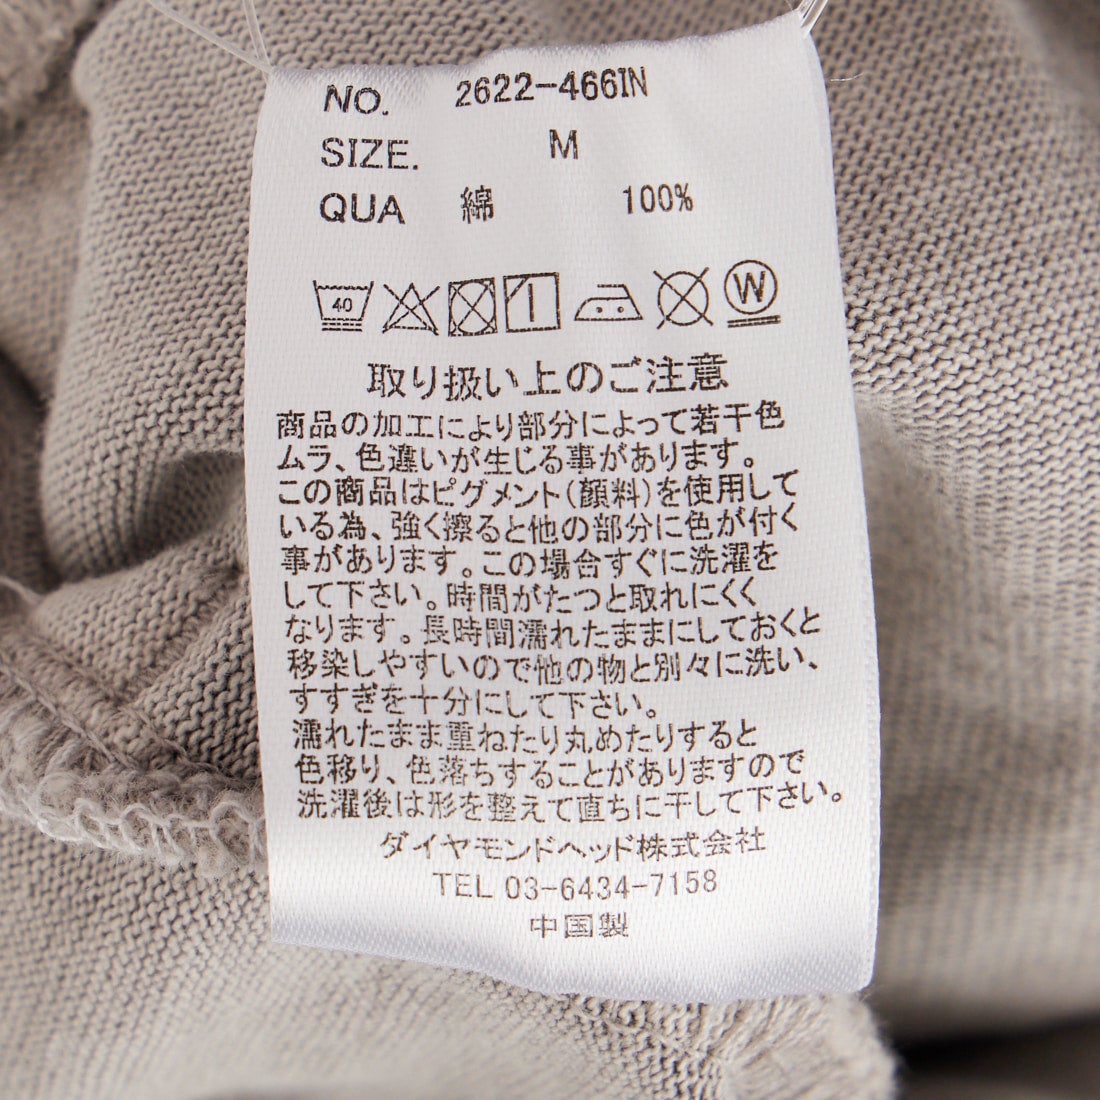 NO. 2622-466IN
SIZE. M
QUA 綿 100%
40 W
取り扱い上のご注意
商品の加工により部分によって若干色
ムラ、色違いが生じる事があります。
この商品はピグメント(顔料)を使用して
いる為、強く擦ると他の部分に色が付く
事があります。この場合すぐに洗濯を
して下さい。時間がたつと取れにくく
なります。長時間濡れたままにしておくと
移染しやすいので他の物と別々に洗い、
すすぎを十分にして下さい。
濡れたまま重ねたり丸めたりすると
色移り、色落ちすることがありますので
洗濯後は形を整えて直ちに干して下さい。
ダイヤモンドヘッド株式会社
TEL 03-6434-7158
中国製